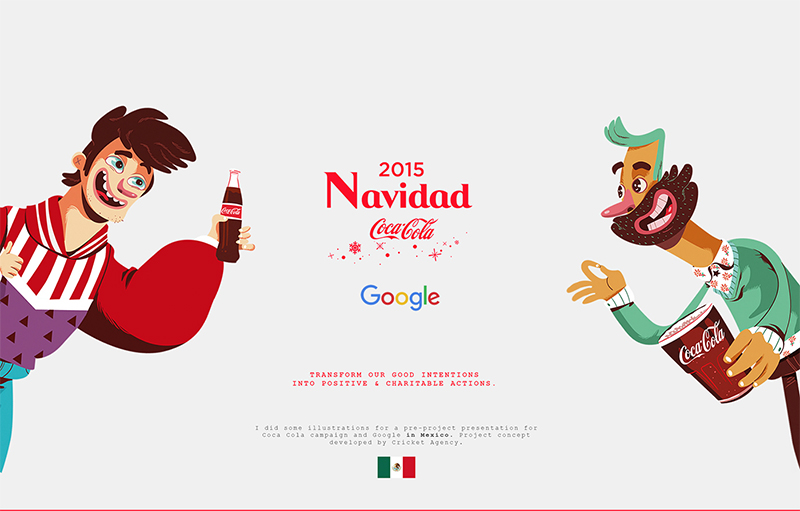 2015
Navidad
Coca-Cola
Google
Coca-Cola
Coca-Cola
TRANSFORM OUR GOOD INTENTIONS
INTO POSITIVE & CHARITABLE ACTIONS.
I did some illustrations for a pre-project presentation for
Coca Cola campaign and Google in Mexico. Project concept
developed by Cricket Agency.